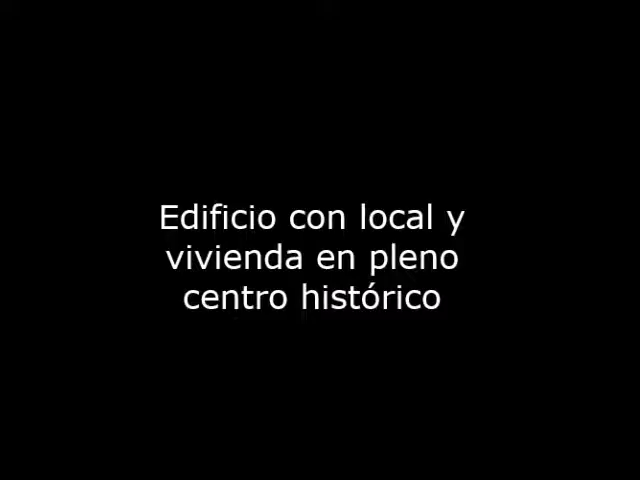 Edificio con local y
vivienda en pleno
centro histórico